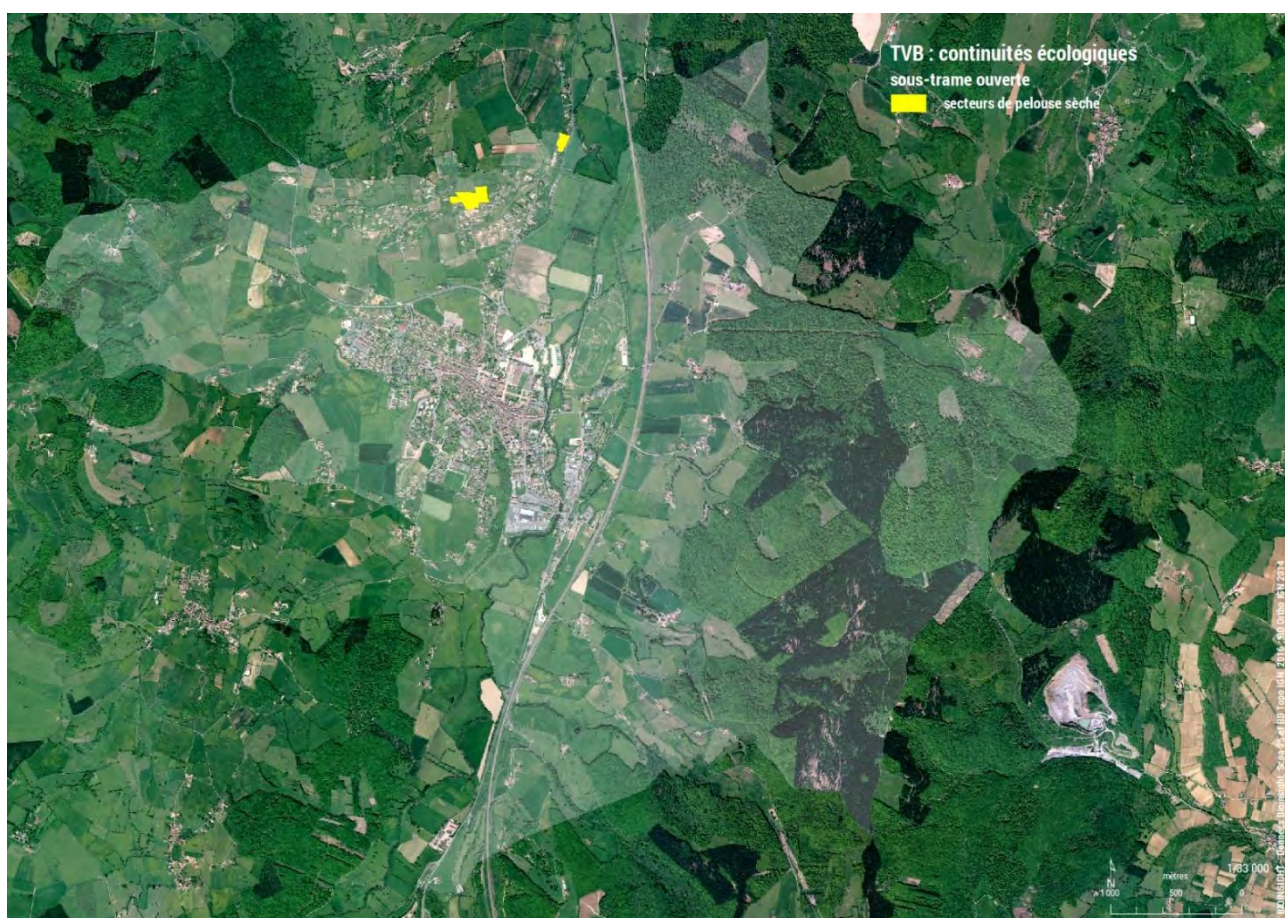 TVB : continuités écologiques
sous-trame ouverte
secteurs de pelouse sèche
1/33 000
N
mètres
1 000 500 0